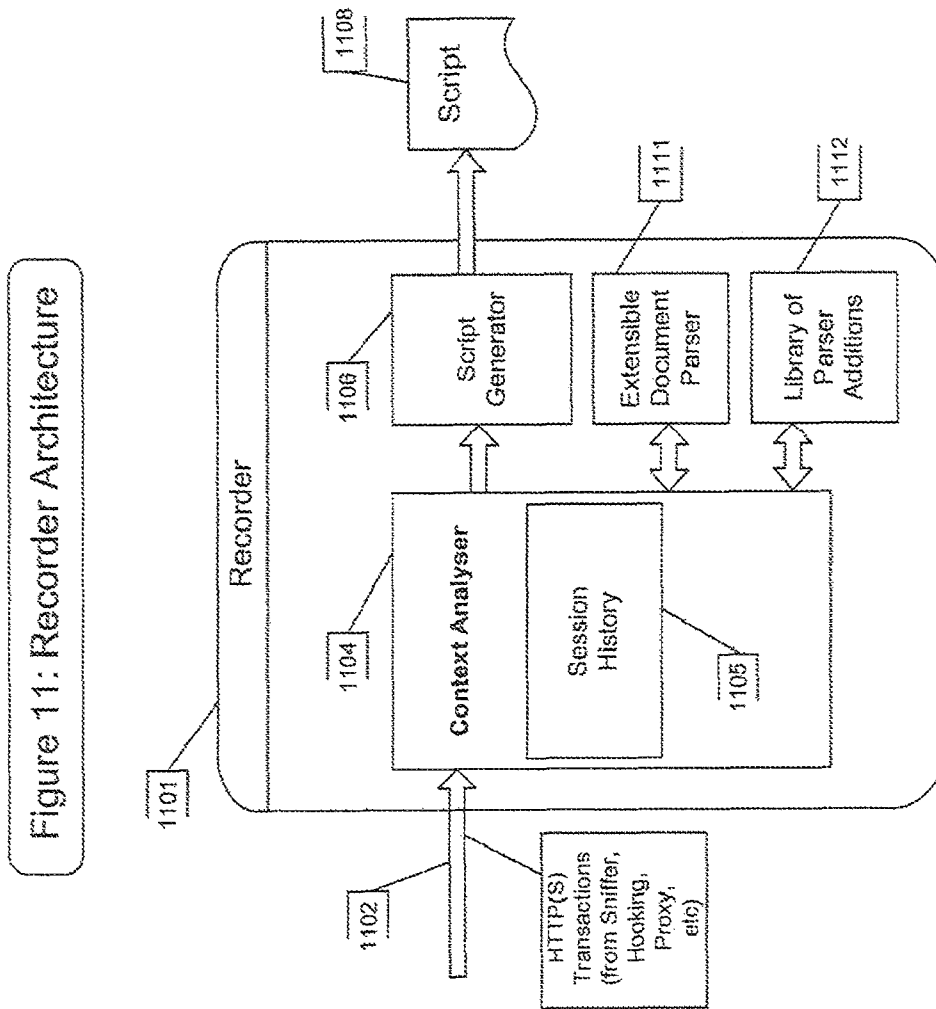 Figure 11: Recorder Architecture
1101
Recorder
1102
HTTP(S)
Transactions
(from Sniffer,
Hooking,
Proxy,
etc)
1104
Context Analyser
Session
History
1105
1106
Script
Generator
1108
Script
Extensible
Document
Parser
1111
Library of
Parser
Additions
1112